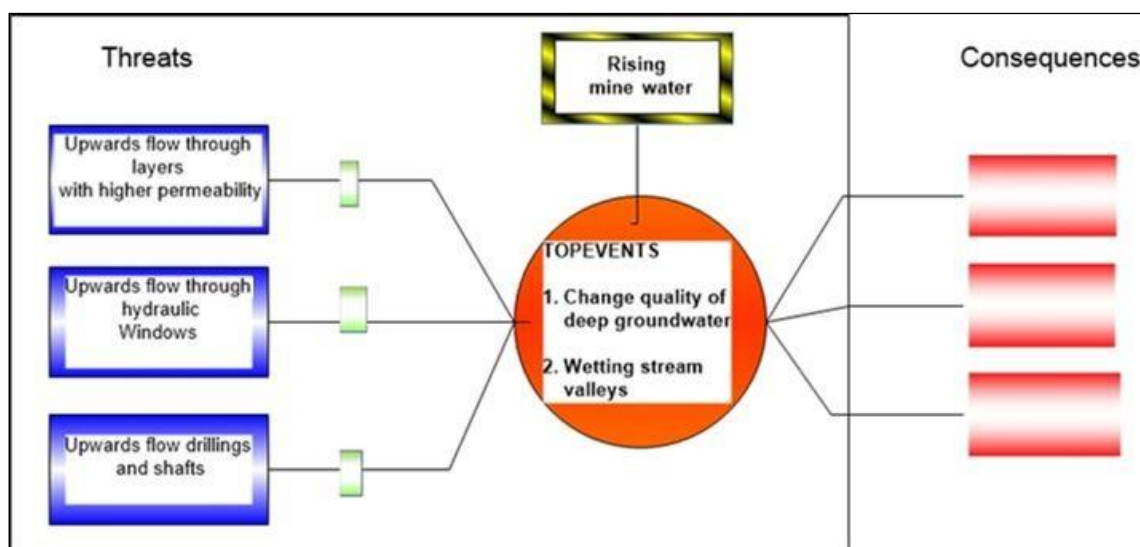 Threats
Rising
mine water
Consequences
Upwards flow through
layers
with higher permeability
Upwards flow through
hydraulic
Windows
Upwards flow drillings
and shafts
TOPEVENTS
1. Change quality of
deep groundwater
2. Wetting stream
valleys